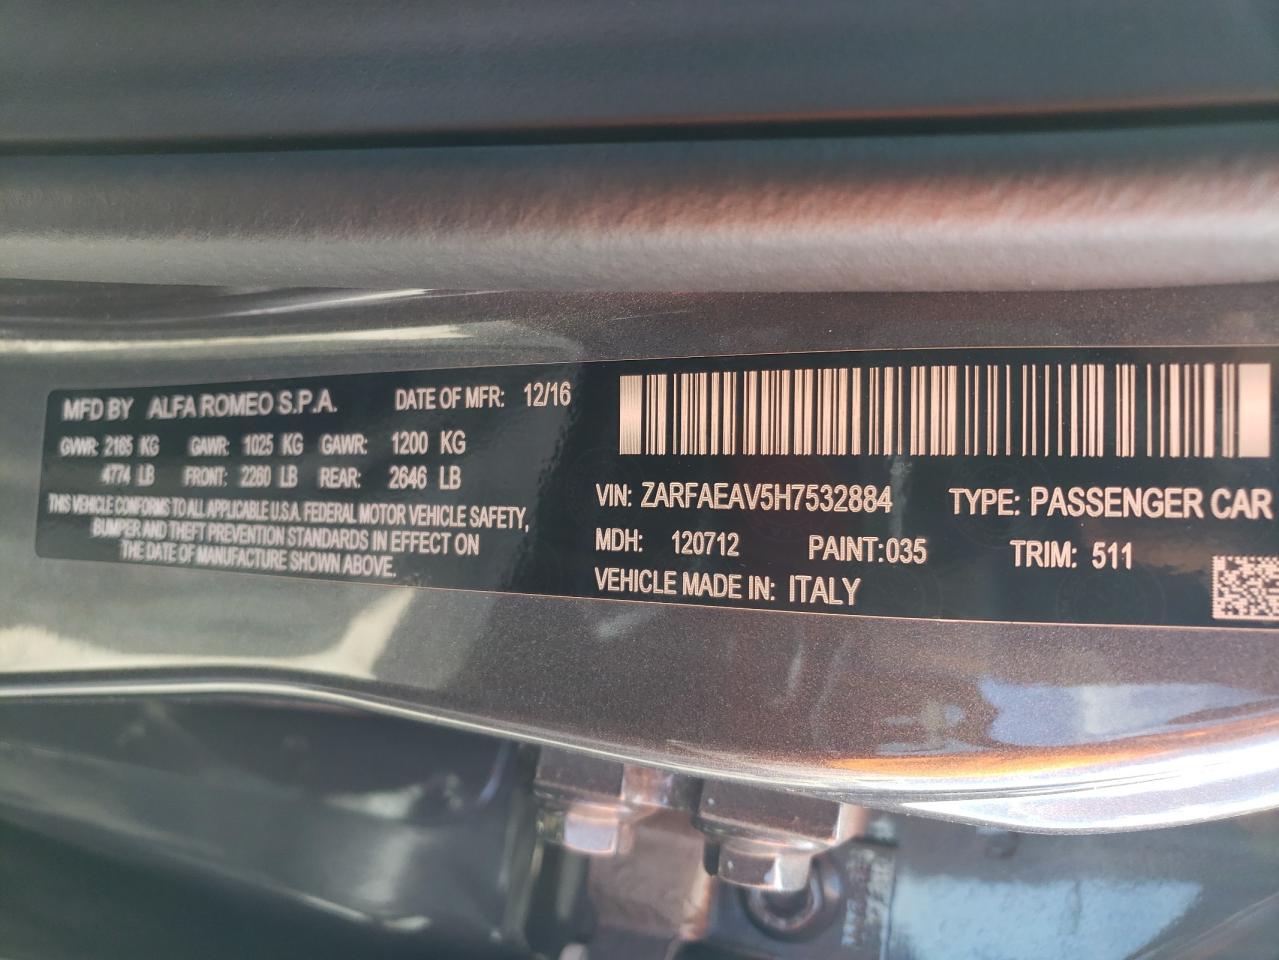 MFD BY ALFA ROMEO S.P.A. DATE OF MFR: 12/16
GVWR: 2165 KG GAWR: 1025 KG GAWR: 1200 KG
4774 LB FRONT: 2260 LB REAR: 2646 LB
THIS VEHICLE CONFORMS TO ALL APPLICABLE U.S.A. FEDERAL MOTOR VEHICLE SAFETY,
BUMPER AND THEFT PREVENTION STANDARDS IN EFFECT ON
THE DATE OF MANUFACTURE SHOWN ABOVE.
VIN: ZARFAEAV5H7532884 TYPE: PASSENGER CAR
MDH: 120712 PAINT:035 TRIM: 511
VEHICLE MADE IN: ITALY